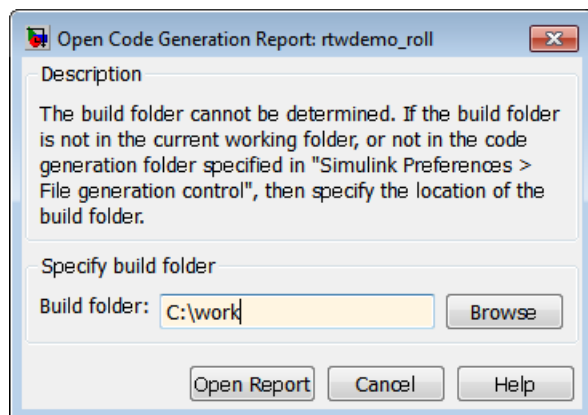 Open Code Generation Report: rtwdemo_roll
Description
The build folder cannot be determined. If the build folder
is not in the current working folder, or not in the code
generation folder specified in "Simulink Preferences >
File generation control", then specify the location of the
build folder.
Specify build folder
Build folder: C:\work Browse
Open Report Cancel Help